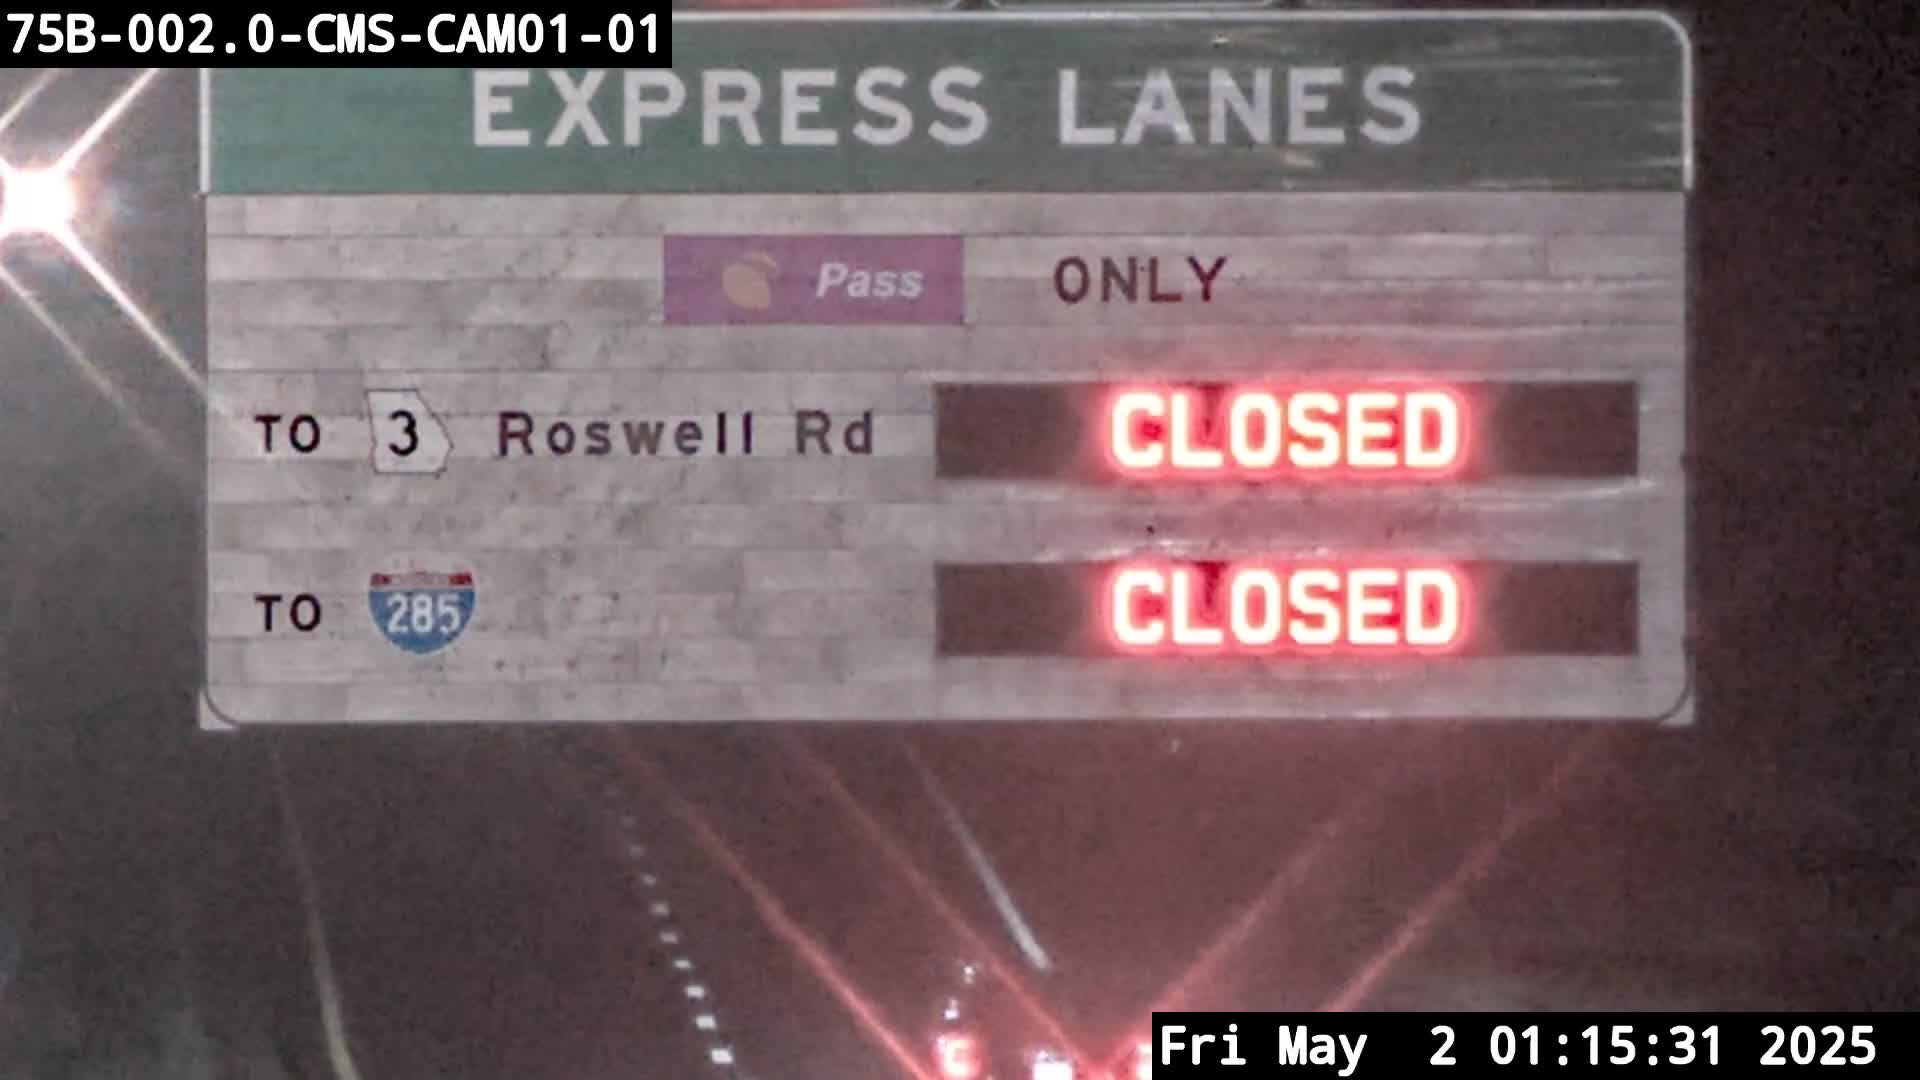 75B-002.0-CMS-CAM01-01
EXPRESS LANES
Pass ONLY
TO 3 Roswell Rd CLOSED
TO 285 CLOSED
Fri May 2 01:15:31 2025